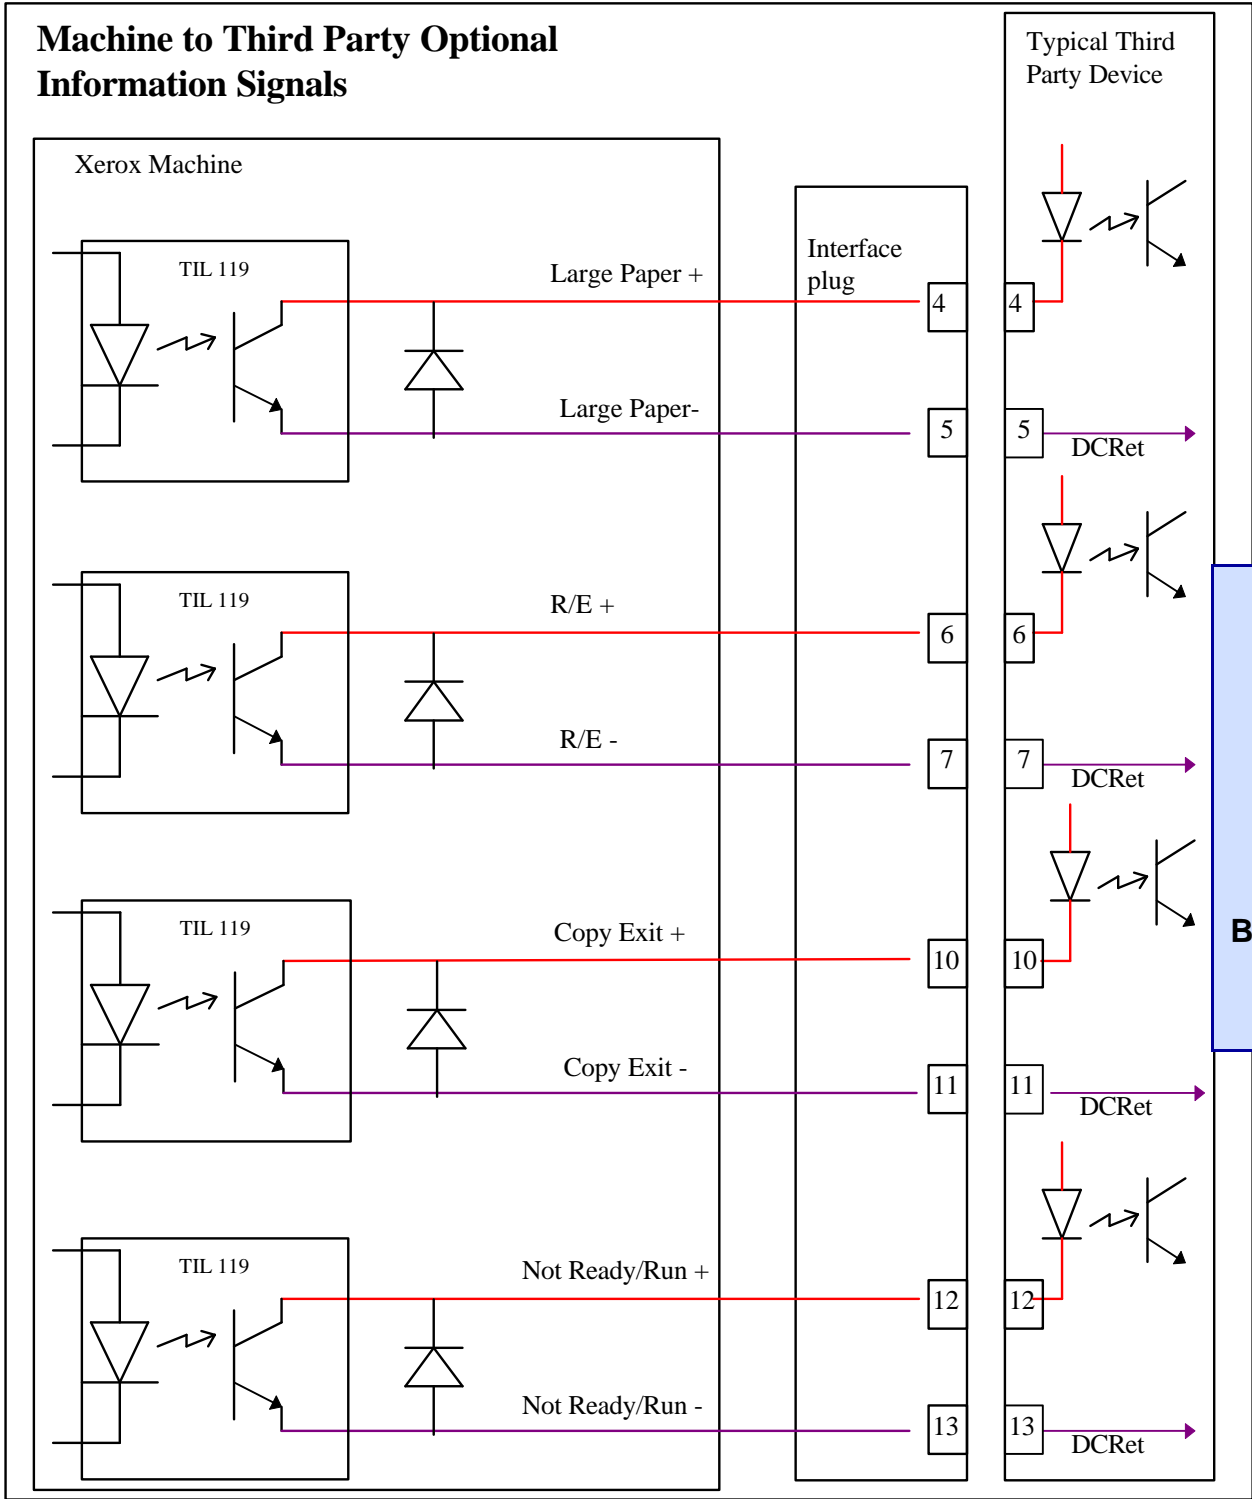 Machine to Third Party Optional
Information Signals
Typical Third
Party Device
Xerox Machine
Interface
plug
TIL 119
Large Paper +
4
4
Large Paper-
5
5
DCRet
TIL 119
R/E +
6
6
R/E -
7
7
DCRet
TIL 119
Copy Exit +
10
10
B
Copy Exit -
11
11
DCRet
TIL 119
Not Ready/Run +
12
12
Not Ready/Run -
13
13
DCRet